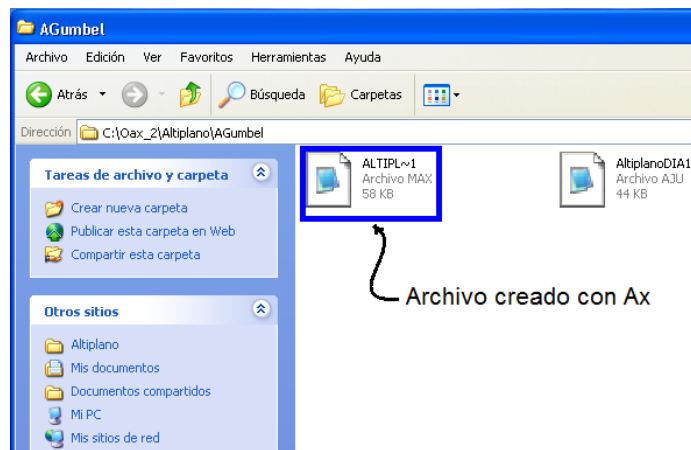 AGumbel
Archivo Edición Ver Favoritos Herramientas Ayuda
Atrás Búsqueda Carpetas
Dirección C:\Oax_2\Altiplano\AGumbel
Tareas de archivo y carpeta
Crear nueva carpeta
Publicar esta carpeta en Web
Compartir esta carpeta
Otros sitios
Altiplano
Mis documentos
Documentos compartidos
Mi PC
Mis sitios de red
ALTIPL~1
Archivo MAX
58 KB
AltiplanoDIA1
Archivo AJU
44 KB
Archivo creado con Ax